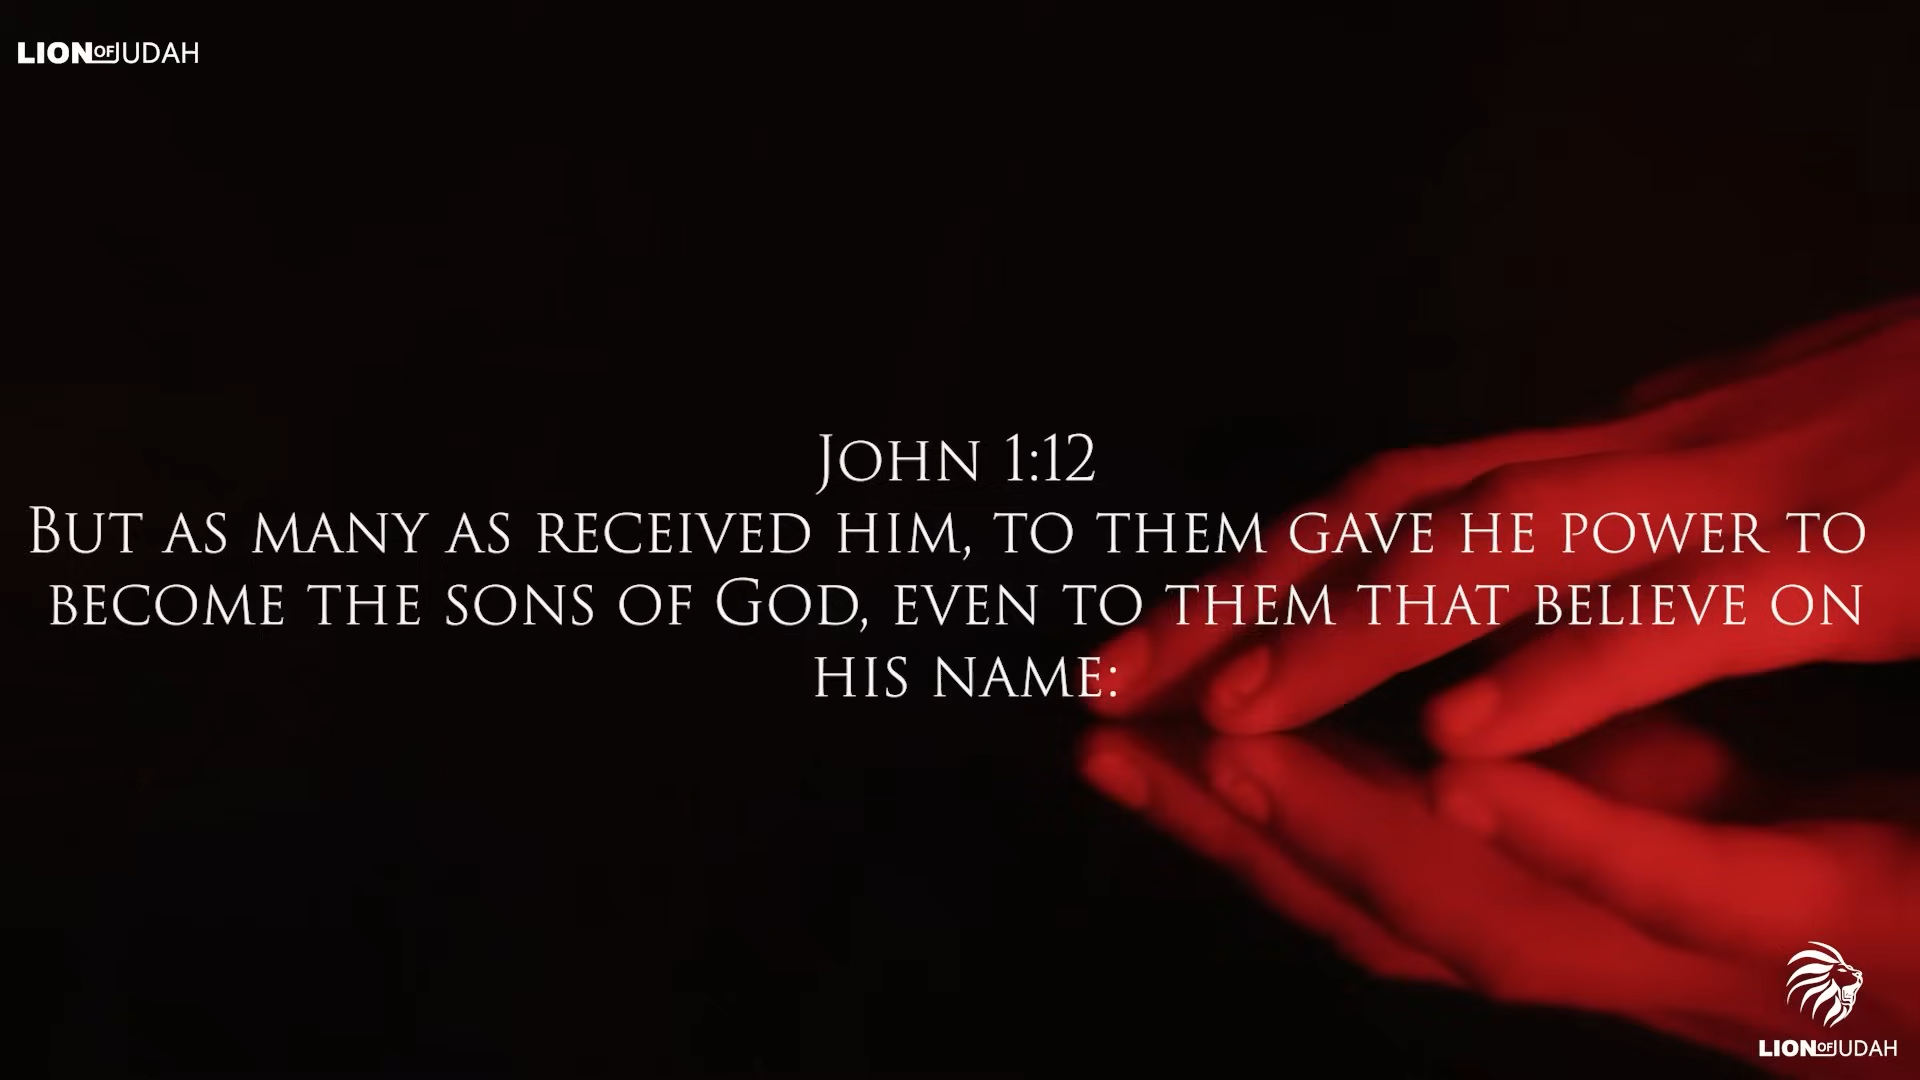 LION OF JUDAH
John 1:12
But as many as received him, to them gave he power to
become the sons of God, even to them that believe on
his name:
LION OF JUDAH